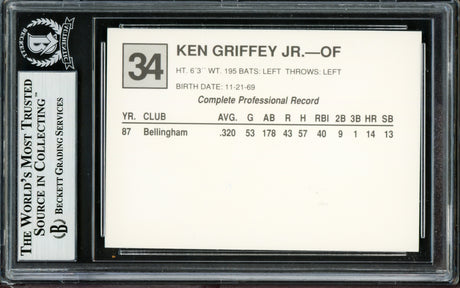 BECKETT
AUTHENTIC
THE WORLD'S MOST TRUSTED
SOURCE IN COLLECTING™
BECKETT GRADING SERVICES
34
KEN GRIFFEY JR.—OF
HT. 6'3" WT. 195 BATS: LEFT THROWS: LEFT
BIRTH DATE: 11-21-69
Complete Professional Record
YR. CLUB AVG. G AB R H RBI 2B 3B HR SB
87 Bellingham .320 53 178 43 57 40 9 1 14 13